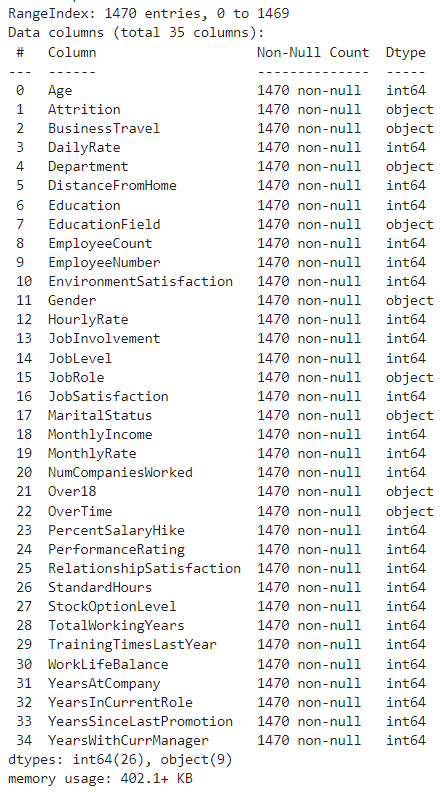 RangeIndex: 1470 entries, 0 to 1469
Data columns (total 35 columns):
 #   Column                    Non-Null Count  Dtype
---  ------                    --------------  -----
 0   Age                       1470 non-null   int64
 1   Attrition                 1470 non-null   object
 2   BusinessTravel            1470 non-null   object
 3   DailyRate                 1470 non-null   int64
 4   Department                1470 non-null   object
 5   DistanceFromHome          1470 non-null   int64
 6   Education                 1470 non-null   int64
 7   EducationField            1470 non-null   object
 8   EmployeeCount             1470 non-null   int64
 9   EmployeeNumber            1470 non-null   int64
 10  EnvironmentSatisfaction   1470 non-null   int64
 11  Gender                    1470 non-null   object
 12  HourlyRate                1470 non-null   int64
 13  JobInvolvement            1470 non-null   int64
 14  JobLevel                  1470 non-null   int64
 15  JobRole                   1470 non-null   object
 16  JobSatisfaction           1470 non-null   int64
 17  MaritalStatus             1470 non-null   object
 18  MonthlyIncome             1470 non-null   int64
 19  MonthlyRate               1470 non-null   int64
 20  NumCompaniesWorked        1470 non-null   int64
 21  Over18                    1470 non-null   object
 22  OverTime                  1470 non-null   object
 23  PercentSalaryHike         1470 non-null   int64
 24  PerformanceRating         1470 non-null   int64
 25  RelationshipSatisfaction  1470 non-null   int64
 26  StandardHours             1470 non-null   int64
 27  StockOptionLevel          1470 non-null   int64
 28  TotalWorkingYears         1470 non-null   int64
 29  TrainingTimesLastYear     1470 non-null   int64
 30  WorkLifeBalance           1470 non-null   int64
 31  YearsAtCompany            1470 non-null   int64
 32  YearsInCurrentRole        1470 non-null   int64
 33  YearsSinceLastPromotion   1470 non-null   int64
 34  YearsWithCurrManager      1470 non-null   int64
dtypes: int64(26), object(9)
memory usage: 402.1+ KB